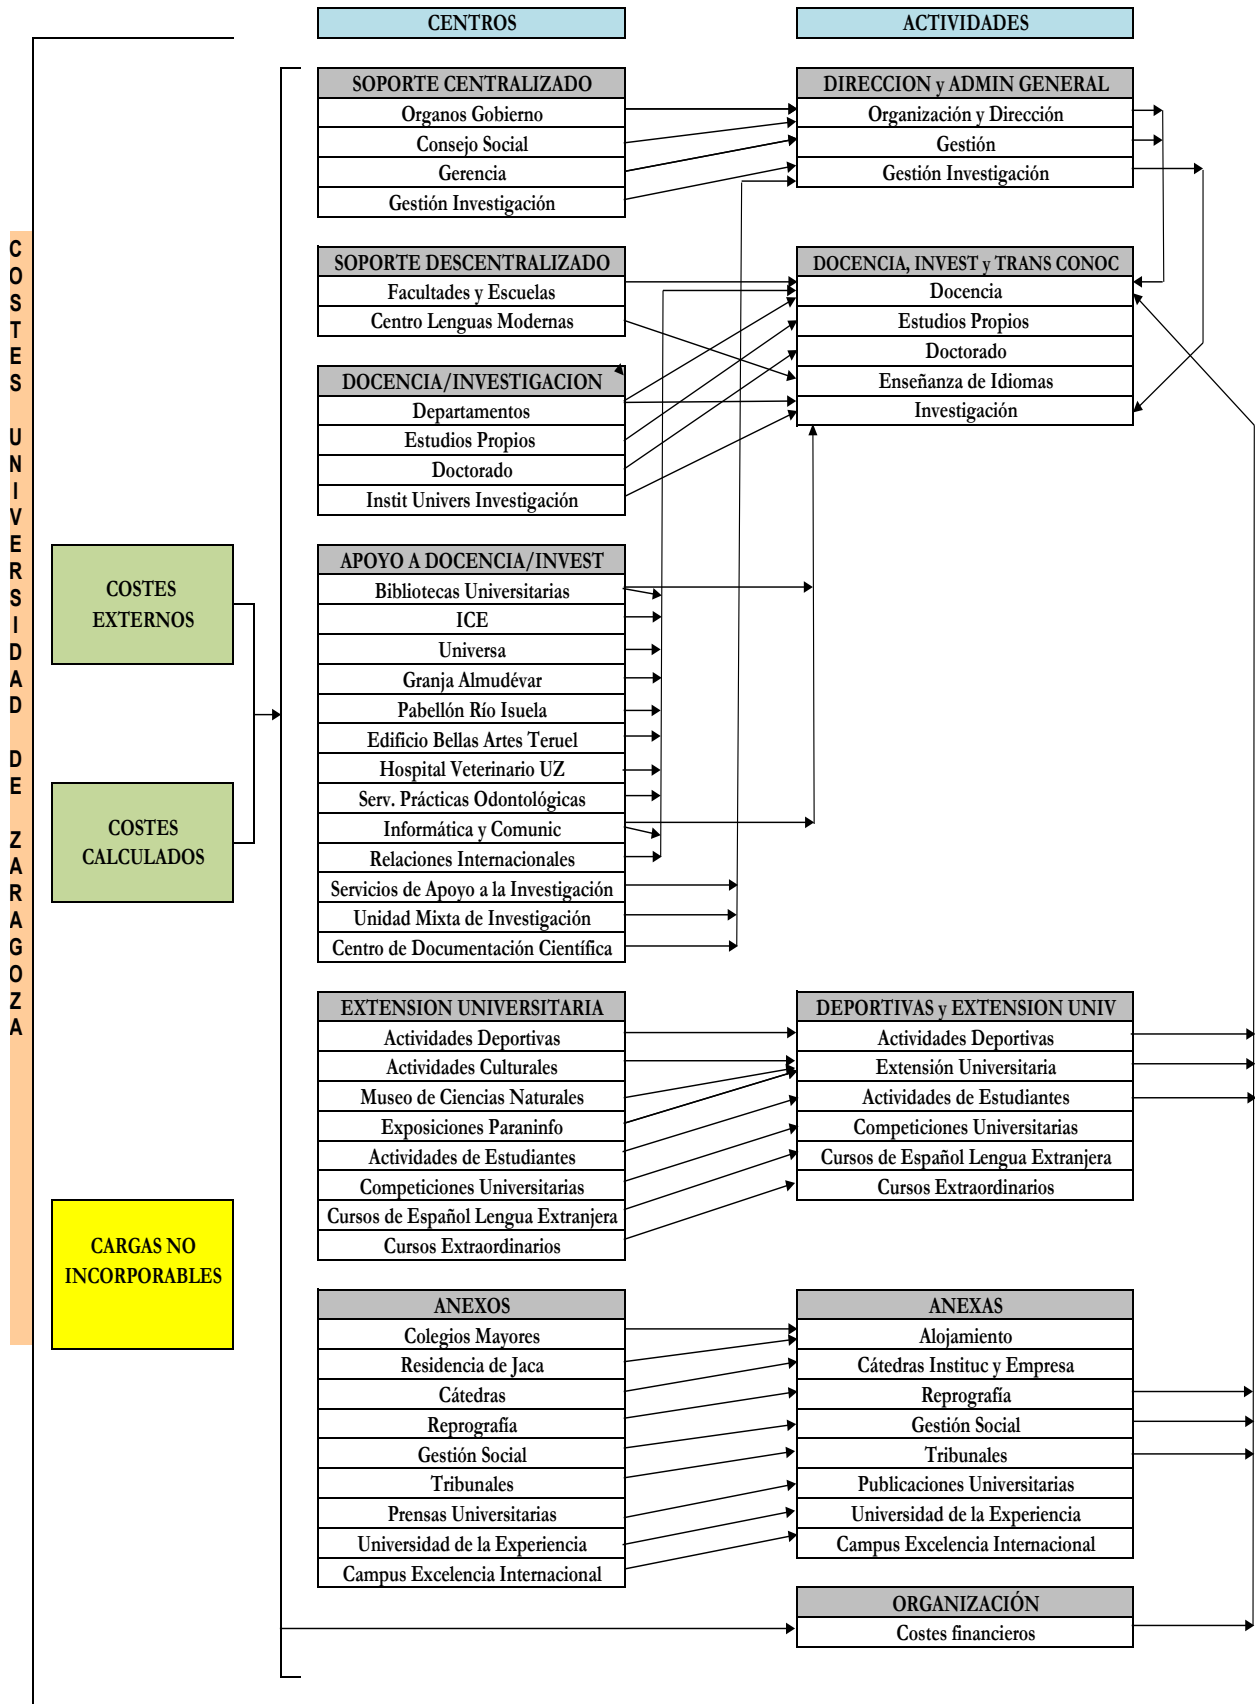 COSTES UNIVERSIDAD DE ZARAGOZA
CENTROS
ACTIVIDADES
SOPORTE CENTRALIZADO
Organos Gobierno
Consejo Social
Gerencia
Gestión Investigación
DIRECCION y ADMIN GENERAL
Organización y Dirección
Gestión
Gestión Investigación
SOPORTE DESCENTRALIZADO
Facultades y Escuelas
Centro Lenguas Modernas
DOCENCIA, INVEST y TRANS CONOC
Docencia
Estudios Propios
Doctorado
Enseñanza de Idiomas
Investigación
DOCENCIA/INVESTIGACION
Departamentos
Estudios Propios
Doctorado
Instit Univers Investigación
COSTES
EXTERNOS
COSTES
CALCULADOS
APOYO A DOCENCIA/INVEST
Bibliotecas Universitarias
ICE
Universa
Granja Almudévar
Pabellón Río Isuela
Edificio Bellas Artes Teruel
Hospital Veterinario UZ
Serv. Prácticas Odontológicas
Informática y Comunic
Relaciones Internacionales
Servicios de Apoyo a la Investigación
Unidad Mixta de Investigación
Centro de Documentación Científica
CARGAS NO
INCORPORABLES
EXTENSION UNIVERSITARIA
Actividades Deportivas
Actividades Culturales
Museo de Ciencias Naturales
Exposiciones Paraninfo
Actividades de Estudiantes
Competiciones Universitarias
Cursos de Español Lengua Extranjera
Cursos Extraordinarios
DEPORTIVAS y EXTENSION UNIV
Actividades Deportivas
Extensión Universitaria
Actividades de Estudiantes
Competiciones Universitarias
Cursos de Español Lengua Extranjera
Cursos Extraordinarios
ANEXOS
Colegios Mayores
Residencia de Jaca
Cátedras
Reprografía
Gestión Social
Tribunales
Prensas Universitarias
Universidad de la Experiencia
Campus Excelencia Internacional
ANEXAS
Alojamiento
Cátedras Instituc y Empresa
Reprografía
Gestión Social
Tribunales
Publicaciones Universitarias
Universidad de la Experiencia
Campus Excelencia Internacional
ORGANIZACIÓN
Costes financieros